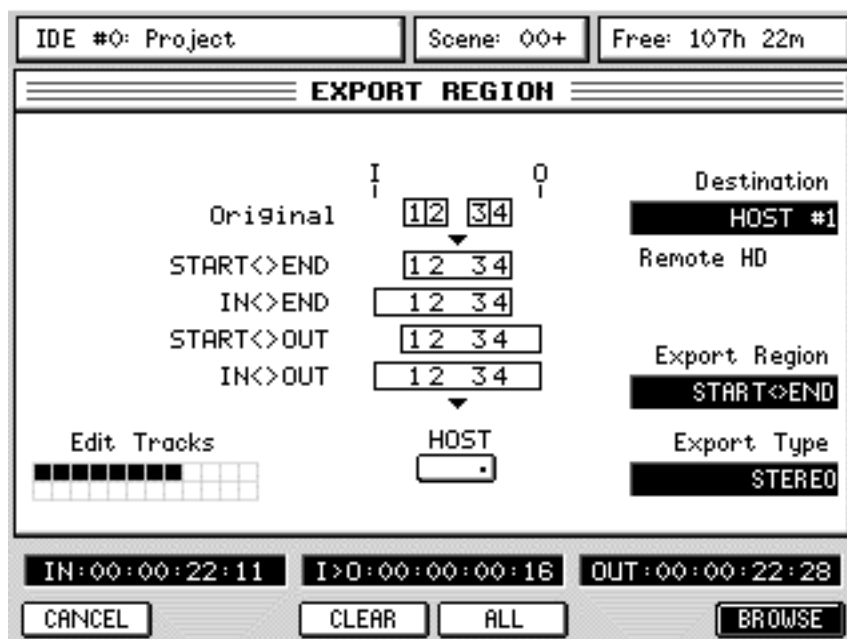 IDE #0: Project
Scene: 00+
Free: 107h 22m
EXPORT REGION
I O
Original 12 34
START<>END 12 34
IN<>END 12 34
START<>OUT 12 34
IN<>OUT 12 34
HOST
Edit Tracks
Destination
HOST #1
Remote HD
Export Region
START<>END
Export Type
STEREO
IN:00:00:22:11
I>O:00:00:00:16
OUT:00:00:22:28
CANCEL
CLEAR
ALL
BROWSE